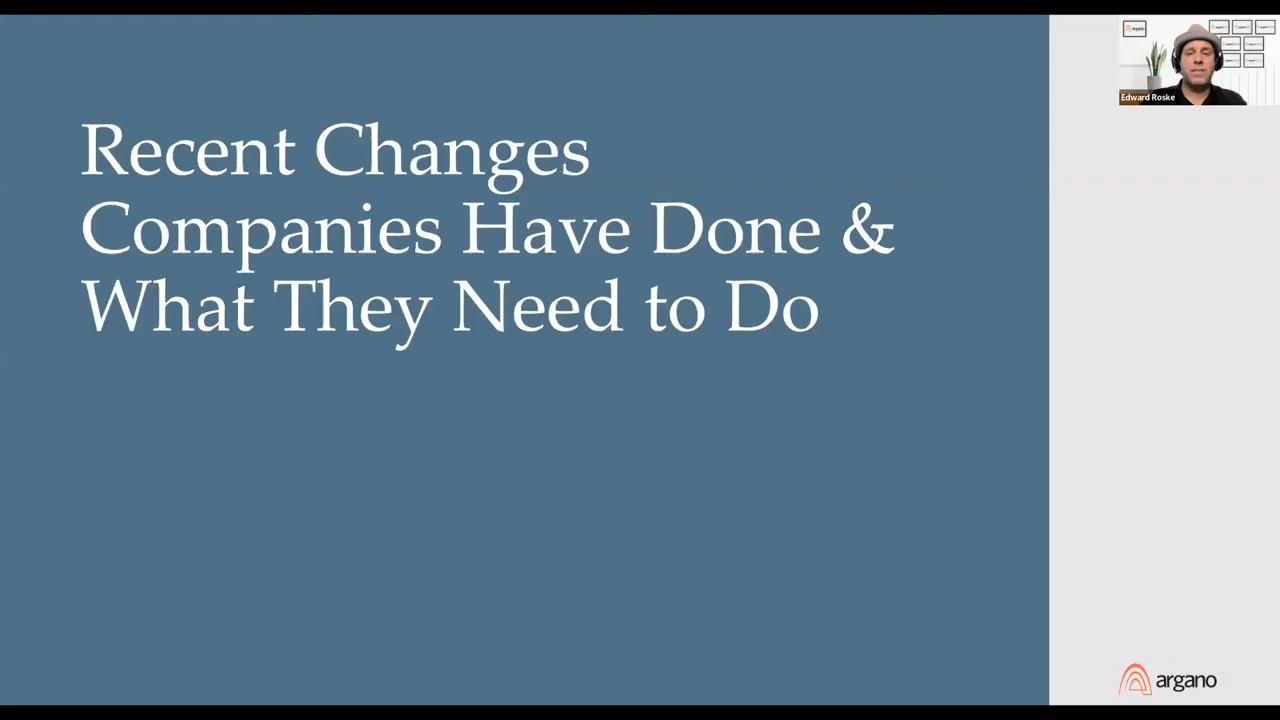 Recent Changes
Companies Have Done &
What They Need to Do
Edward Roske
argano